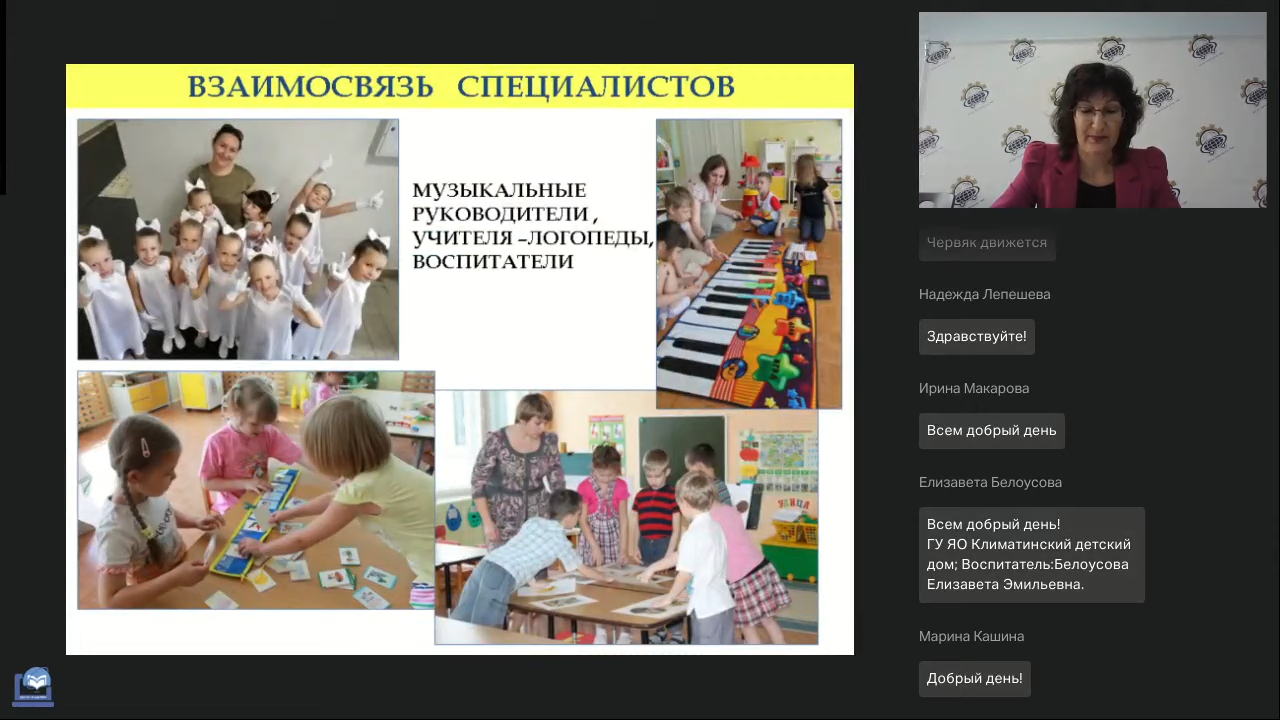 ВЗАИМОСВЯЗЬ СПЕЦИАЛИСТОВ
МУЗЫКАЛЬНЫЕ
РУКОВОДИТЕЛИ ,
УЧИТЕЛЯ –ЛОГОПЕДЫ,
ВОСПИТАТЕЛИ
УЛИЦА
Червяк движется
Надежда Лепешева
Здравствуйте!
Ирина Макарова
Всем добрый день
Елизавета Белоусова
Всем добрый день!
ГУ ЯО Климатинский детский
дом; Воспитатель:Белоусова
Елизавета Эмильевна.
Марина Кашина
Добрый день!